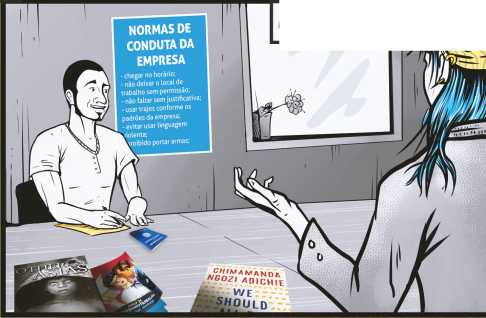 NORMAS DE
CONDUTA DA
EMPRESA
- chegar no horário;
- não deixar o local de
trabalho sem permissão;
- não faltar sem justificativa;
- usar trajes conforme os
padrões da empresa;
- evitar usar linguagem
violenta;
proibido portar armas;
CHIMAMANDA
NGOZI ADICHIE
WE
SHOULD